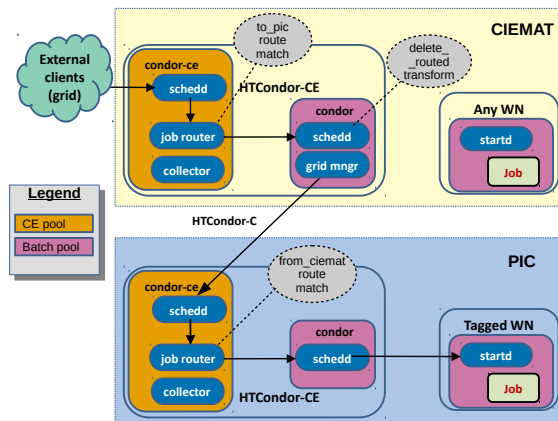 CIEMAT
to_pic
route
match
delete_
_routed
transform
External
clients
(grid)
condor-ce
schedd
HTCondor-CE
job router
collector
condor
schedd
grid mngr
Any WN
startd
Job
Legend
CE pool
Batch pool
HTCondor-C
PIC
from_ciemat
route
match
condor-ce
schedd
job router
collector
HTCondor-CE
condor
schedd
Tagged WN
startd
Job